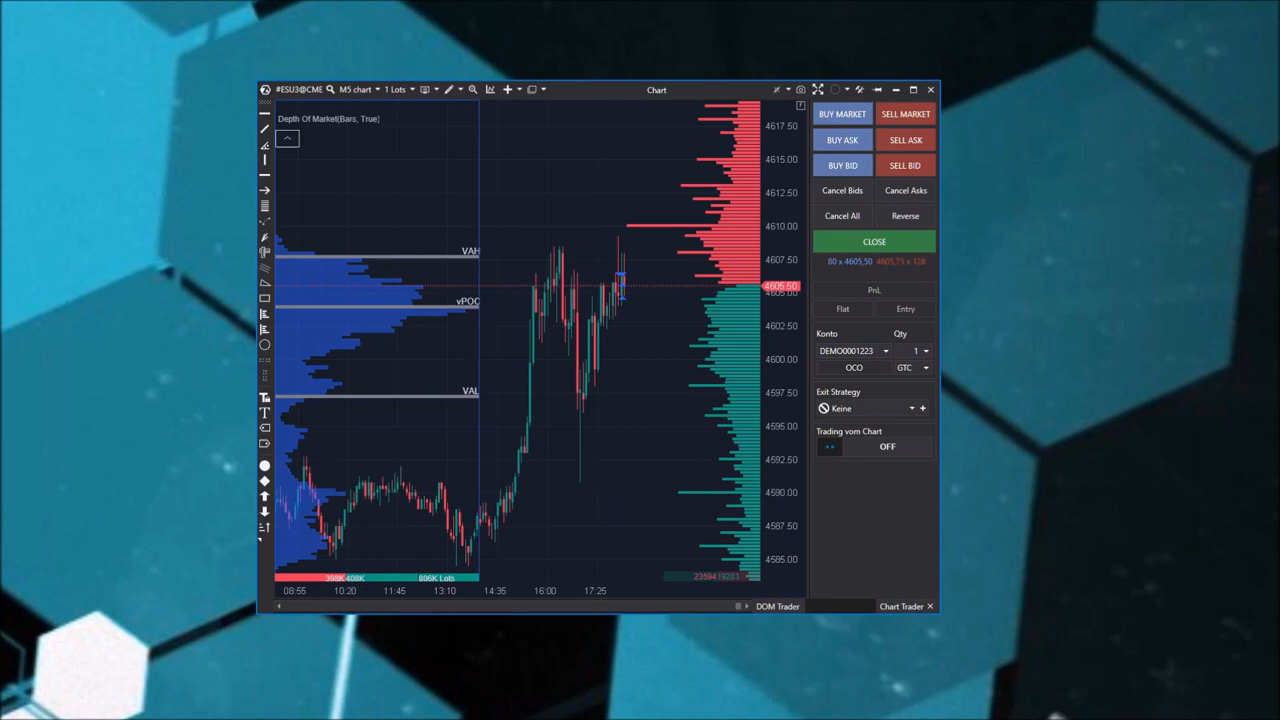 #ESU3@CME M5 chart 1 Lots Chart
Depth Of Market(Bars, True)
VAH
vPOC
VAL
398K 408K 806K Lots
08:55 10:20 11:45 13:10 14:35 16:00 17:25
4617.50
4615.00
4612.50
4610.00
4607.50
4605.50
4605.00
4602.50
4600.00
4597.50
4595.00
4592.50
4590.00
4587.50
4585.00
F
BUY MARKET SELL MARKET
BUY ASK SELL ASK
BUY BID SELL BID
Cancel Bids Cancel Asks
Cancel All Reverse
CLOSE
80 x 4605,50 4605,75 x 128
PnL
Flat Entry
Konto Qty
DEMO0001223 1
OCO GTC
Exit Strategy
Keine
Trading vom Chart
OFF
DOM Trader Chart Trader